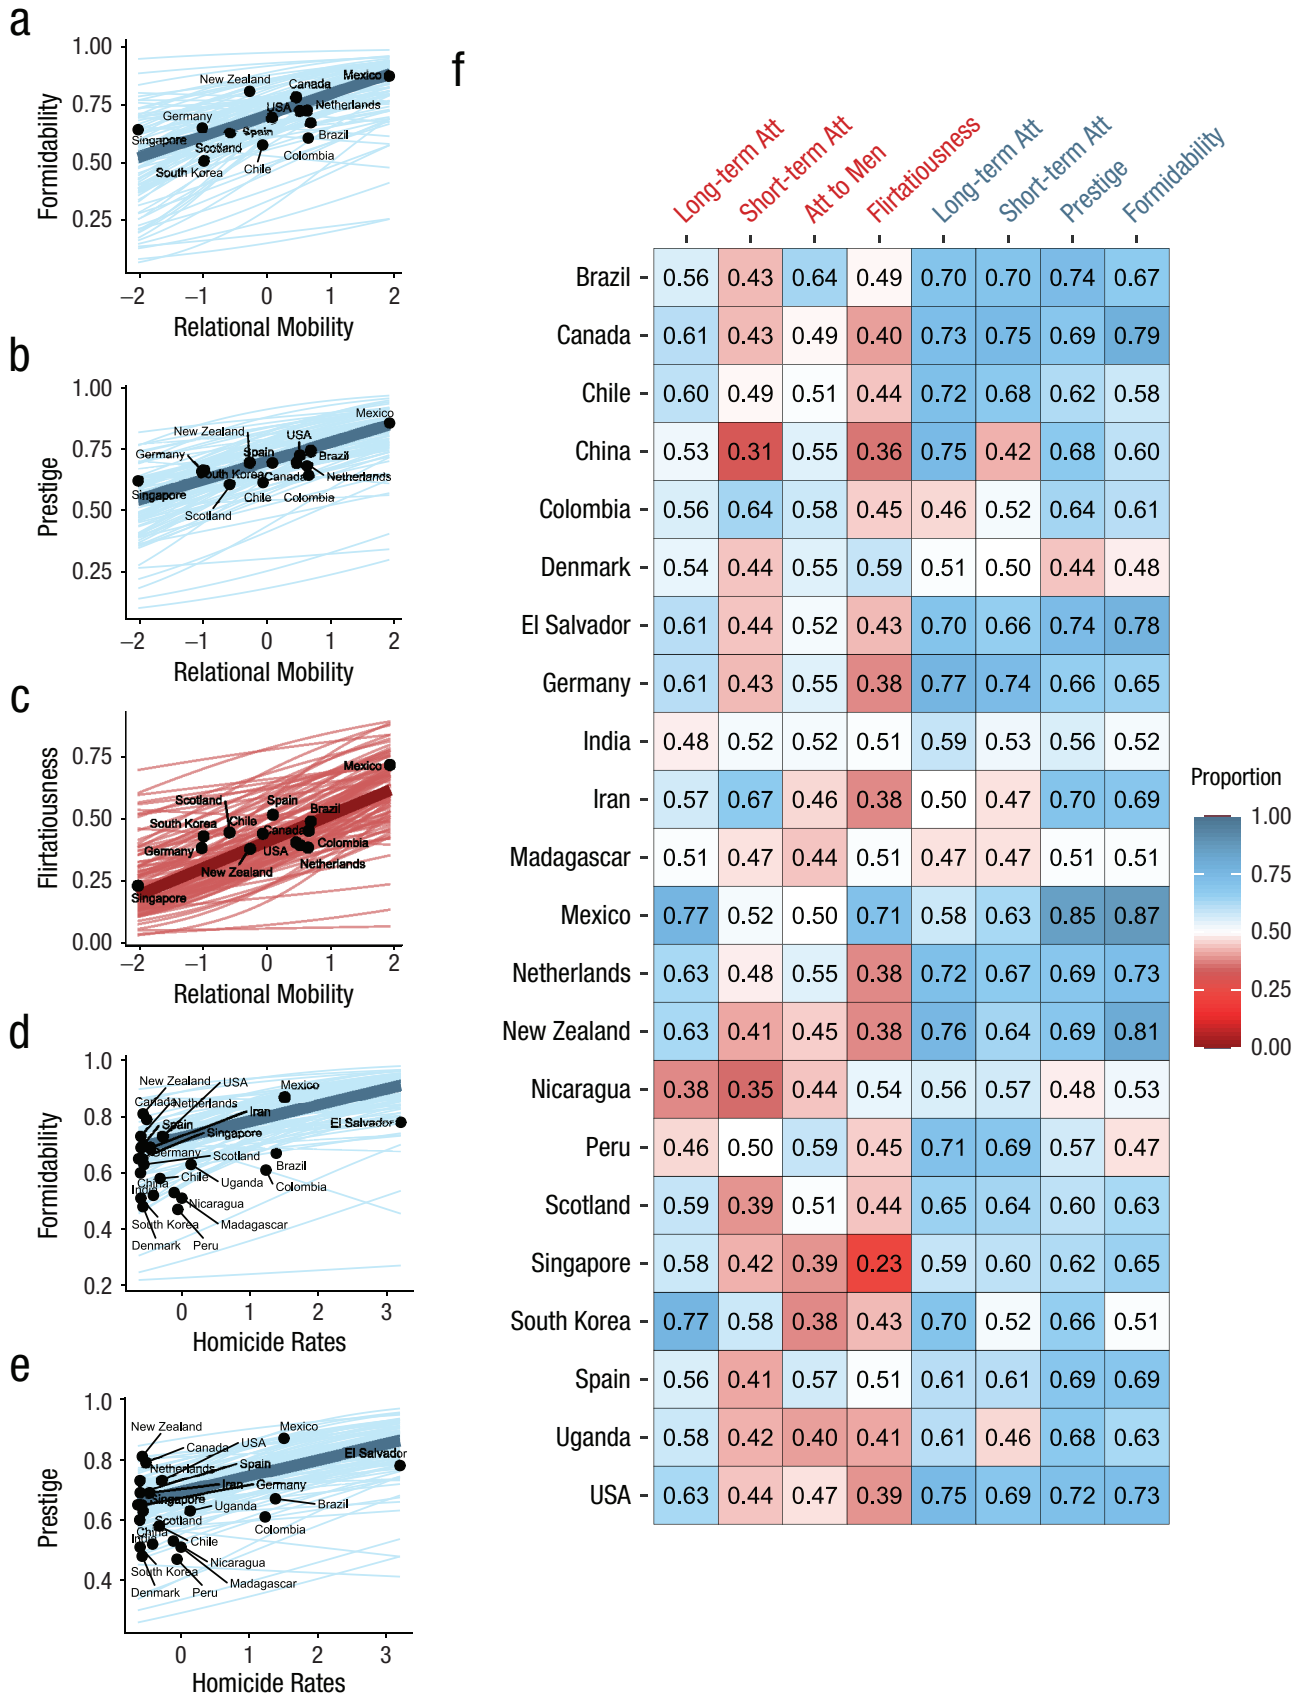 a
1.00
0.75
0.50
0.25
Formidability
New Zealand
Canada
Mexico
USA
Netherlands
Germany
Singapore
Spain
Scotland
Brazil
South Korea
Chile
Colombia
−2 −1 0 1 2
Relational Mobility
b
1.00
0.75
0.50
0.25
Prestige
Mexico
New Zealand
USA
Germany
Spain
Brazil
South Korea
Canada
Netherlands
Singapore
Chile
Colombia
Scotland
−2 −1 0 1 2
Relational Mobility
c
0.75
0.50
0.25
0.00
Flirtatiousness
Mexico
Scotland
Spain
Brazil
South Korea
Chile
Canada
Germany
USA
Colombia
New Zealand
Netherlands
Singapore
−2 −1 0 1 2
Relational Mobility
d
1.0
0.8
0.6
0.4
0.2
Formidability
New Zealand
USA
Mexico
Canada
Netherlands
Iran
Spain
Singapore
El Salvador
Germany
Scotland
Brazil
China
Chile
Uganda
Colombia
India
Nicaragua
South Korea
Madagascar
Denmark
Peru
0 1 2 3
Homicide Rates
e
1.0
0.8
0.6
0.4
Prestige
New Zealand
Mexico
Canada
USA
El Salvador
Netherlands
Spain
Iran
Germany
Singapore
Uganda
Brazil
Scotland
Colombia
China
India
Chile
Nicaragua
South Korea
Madagascar
Denmark
Peru
0 1 2 3
Homicide Rates
f
Long-term Att
Short-term Att
Att to Men
Flirtatiousness
Long-term Att
Short-term Att
Prestige
Formidability
Brazil 0.56 0.43 0.64 0.49 0.70 0.70 0.74 0.67
Canada 0.61 0.43 0.49 0.40 0.73 0.75 0.69 0.79
Chile 0.60 0.49 0.51 0.44 0.72 0.68 0.62 0.58
China 0.53 0.31 0.55 0.36 0.75 0.42 0.68 0.60
Colombia 0.56 0.64 0.58 0.45 0.46 0.52 0.64 0.61
Denmark 0.54 0.44 0.55 0.59 0.51 0.50 0.44 0.48
El Salvador 0.61 0.44 0.52 0.43 0.70 0.66 0.74 0.78
Germany 0.61 0.43 0.55 0.38 0.77 0.74 0.66 0.65
India 0.48 0.52 0.52 0.51 0.59 0.53 0.56 0.52
Iran 0.57 0.67 0.46 0.38 0.50 0.47 0.70 0.69
Madagascar 0.51 0.47 0.44 0.51 0.47 0.47 0.51 0.51
Mexico 0.77 0.52 0.50 0.71 0.58 0.63 0.85 0.87
Netherlands 0.63 0.48 0.55 0.38 0.72 0.67 0.69 0.73
New Zealand 0.63 0.41 0.45 0.38 0.76 0.64 0.69 0.81
Nicaragua 0.38 0.35 0.44 0.54 0.56 0.57 0.48 0.53
Peru 0.46 0.50 0.59 0.45 0.71 0.69 0.57 0.47
Scotland 0.59 0.39 0.51 0.44 0.65 0.64 0.60 0.63
Singapore 0.58 0.42 0.39 0.23 0.59 0.60 0.62 0.65
South Korea 0.77 0.58 0.38 0.43 0.70 0.52 0.66 0.51
Spain 0.56 0.41 0.57 0.51 0.61 0.61 0.69 0.69
Uganda 0.58 0.42 0.40 0.41 0.61 0.46 0.68 0.63
USA 0.63 0.44 0.47 0.39 0.75 0.69 0.72 0.73
Proportion
1.00
0.75
0.50
0.25
0.00